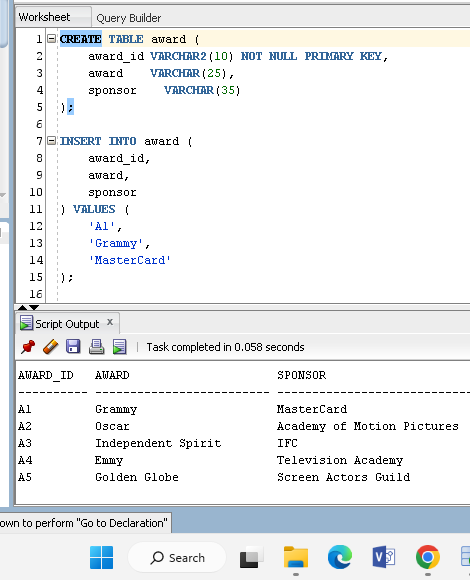 Worksheet Query Builder
1 CREATE TABLE award (
2 award_id VARCHAR2(10) NOT NULL PRIMARY KEY,
3 award VARCHAR(25),
4 sponsor VARCHAR(35)
5 );
6
7 INSERT INTO award (
8 award_id,
9 award,
10 sponsor
11 ) VALUES (
12 'A1',
13 'Grammy',
14 'MasterCard'
15 );
16
Script Output x
Task completed in 0.058 seconds
AWARD_ID AWARD SPONSOR
---------- ------------------------- -----------------------------------
A1 Grammy MasterCard
A2 Oscar Academy of Motion Pictures
A3 Independent Spirit IFC
A4 Emmy Television Academy
A5 Golden Globe Screen Actors Guild
own to perform "Go to Declaration"
Search